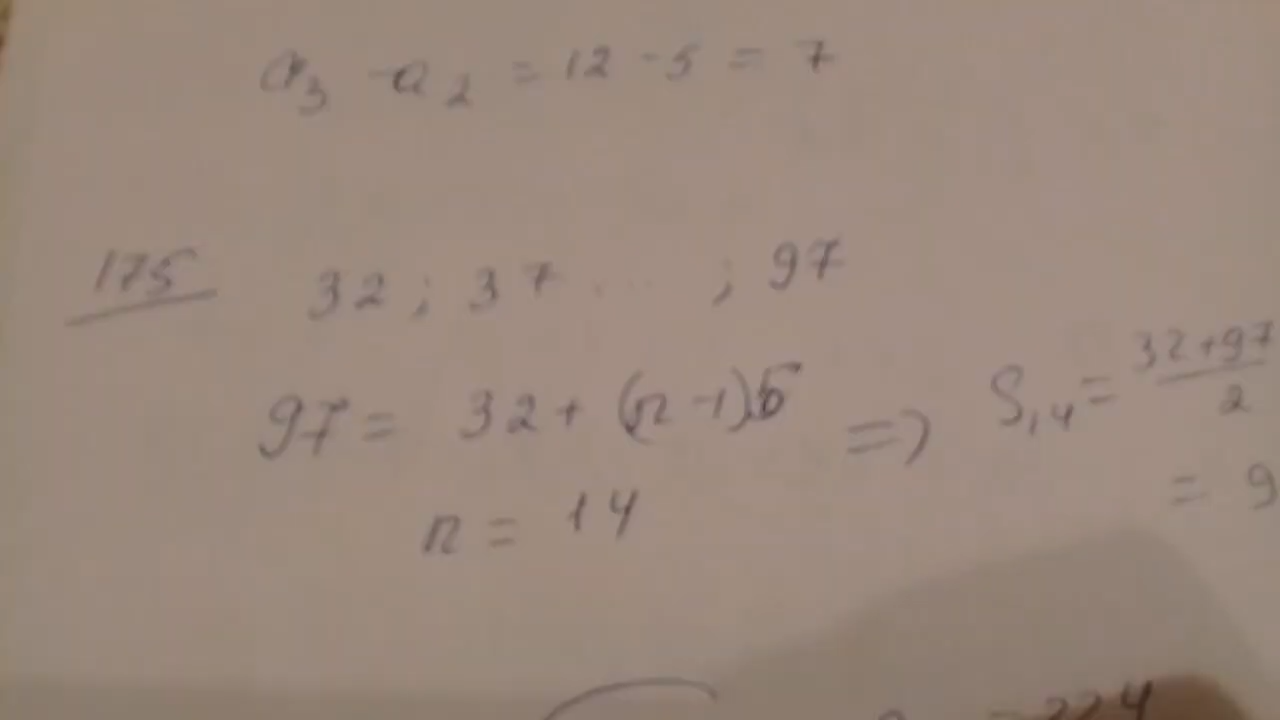 a₃ - a₂ = 12 - 5 = 7
175 32 ; 37 ... ; 97
97 = 32 + (n - 1)5 => S₁₄ = (32+97)/2
n = 14 = 9
= 224